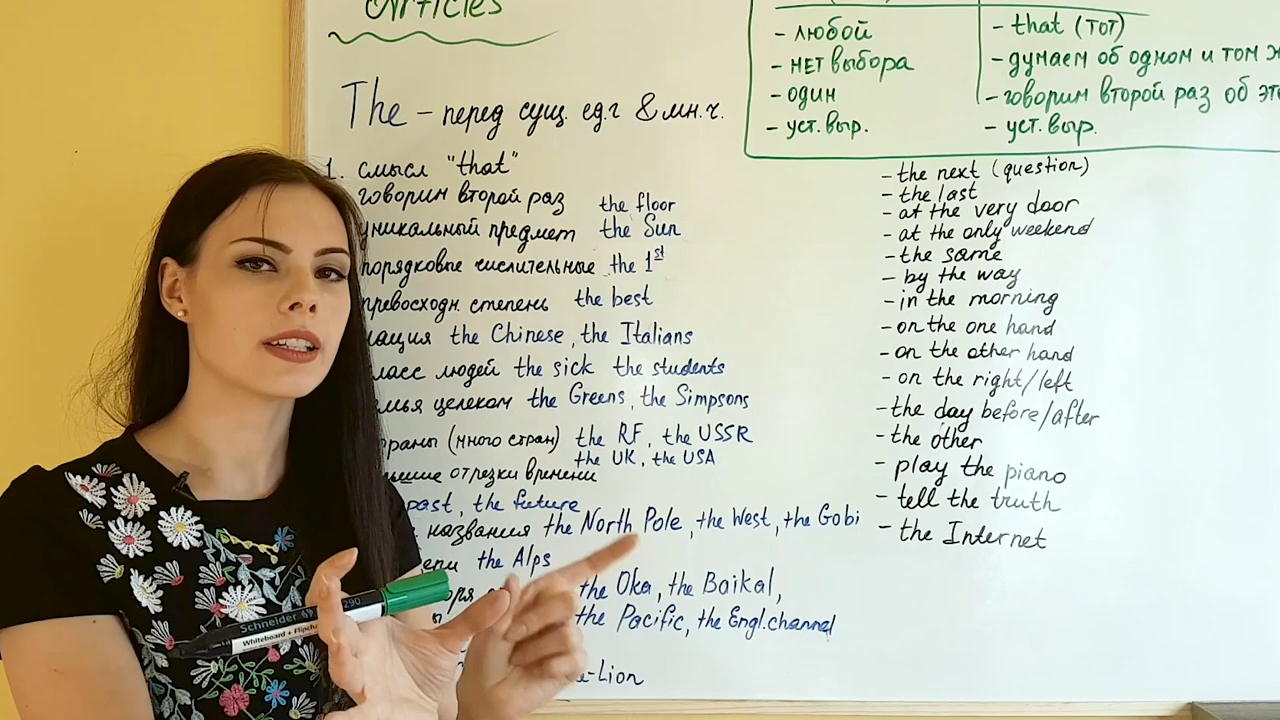 Articles
The – перед сущ. ед.ч & мн.ч.
1. смысл "that"
говорим второй раз the floor
уникальный предмет the Sun
порядковые числительные the 1st
превосходн. степень the best
нация the Chinese, the Italians
класс людей the sick the students
the Greens, the Simpsons
(много стран) the RF, the USSR
the UK, the USA
отрезки времени
past, the future
названия the North Pole, the West, the Gobi
the Alps
the Oka, the Baikal,
the Pacific, the Engl.channel
-Lion
- любой
- нет выбора
- один
- уст.выр.
- that (тот)
- думаем об одном и том
- говорим второй раз об
- уст.выр.
- the next (question)
- the last
- at the very door
- at the only weekend
- the same
- by the way
- in the morning
- on the one hand
- on the other hand
- on the right/left
- the day before/after
- the other
- play the piano
- tell the truth
- the Internet
Schneider 290
Whiteboard + Flipch